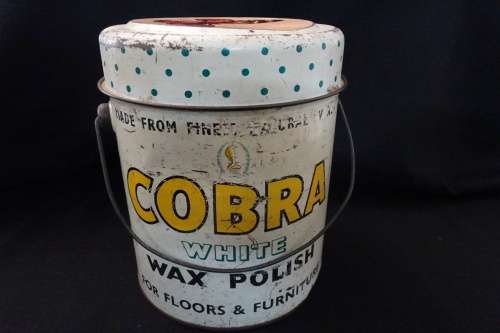 MADE FROM FINEST
COBRA
WHITE
WAX POLISH
FOR FLOORS & FURNITURE